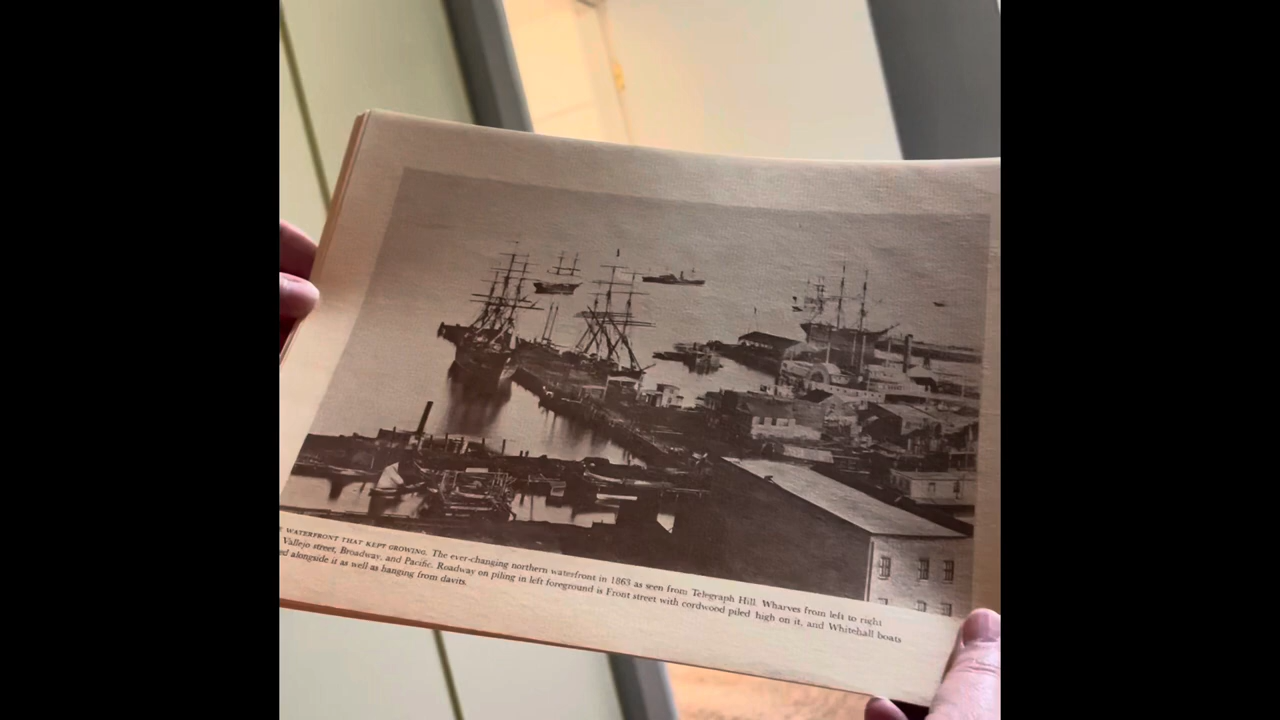 WATERFRONT THAT KEPT GROWING. The ever-changing northern waterfront in 1863 as seen from Telegraph Hill. Wharves from left to right
Vallejo street, Broadway, and Pacific. Roadway on piling in left foreground is Front street with cordwood piled high on it, and Whitehall boats
ed alongside it as well as hanging from davits.